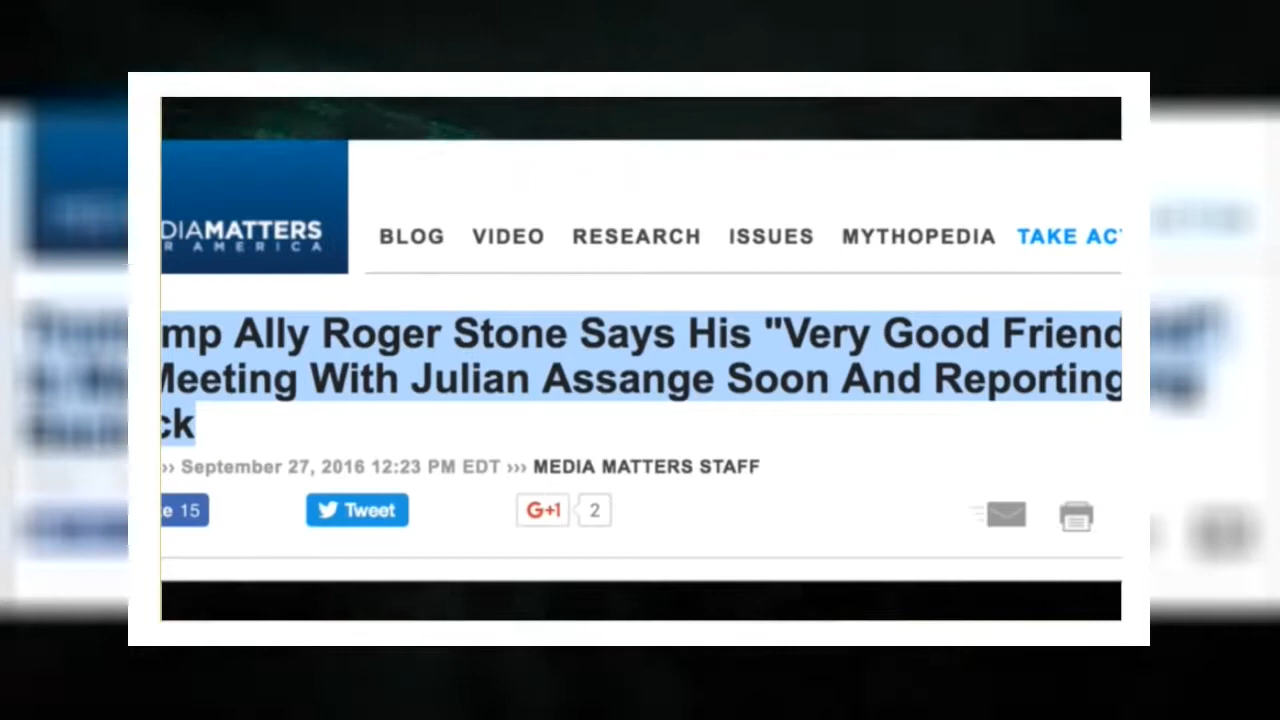 DIAMATTERS
R AMERICA
BLOG VIDEO RESEARCH ISSUES MYTHOPEDIA TAKE AC
mp Ally Roger Stone Says His "Very Good Friend
Meeting With Julian Assange Soon And Reporting
ck
›› September 27, 2016 12:23 PM EDT ››› MEDIA MATTERS STAFF
e 15 Tweet G+1 2